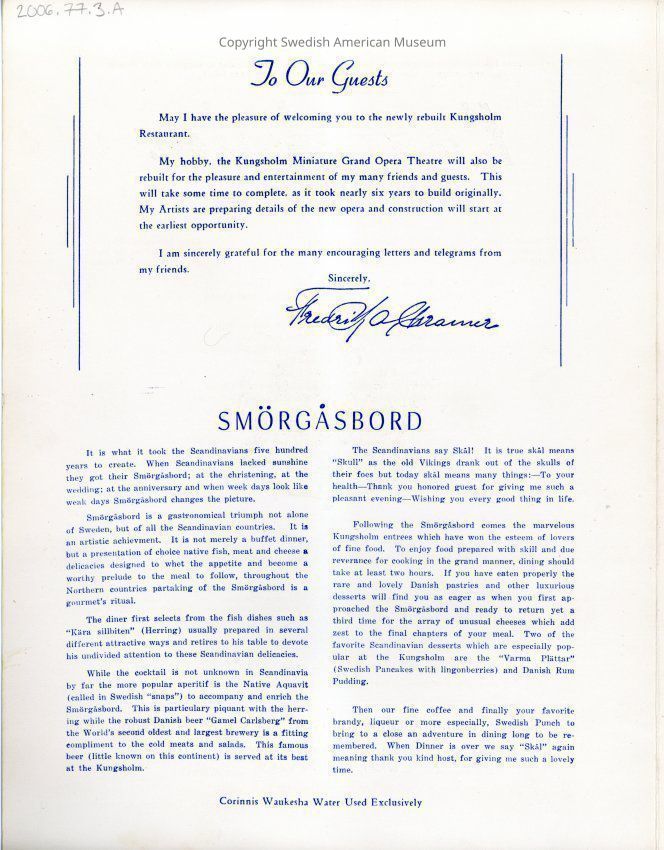 2006.77.3.A
Copyright Swedish American Museum
To Our Guests
May I have the pleasure of welcoming you to the newly rebuilt Kungsholm
Restaurant.
My hobby, the Kungsholm Miniature Grand Opera Theatre will also be
rebuilt for the pleasure and entertainment of my many friends and guests. This
will take some time to complete, as it took nearly six years to build originally.
My Artists are preparing details of the new opera and construction will start at
the earliest opportunity.
I am sincerely grateful for the many encouraging letters and telegrams from
my friends.
Sincerely,
Fredrik A Chramer
SMÖRGÅSBORD
It is what it took the Scandinavians five hundred
years to create. When Scandinavians lacked sunshine
they got their Smörgåsbord; at the christening, at the
wedding; at the anniversary and when week days look like
weak days Smörgåsbord changes the picture.
Smörgåsbord is a gastronomical triumph not alone
of Sweden, but of all the Scandinavian countries. It is
an artistic achievment. It is not merely a buffet dinner,
but a presentation of choice native fish, meat and cheese a
delicacies designed to whet the appetite and become a
worthy prelude to the meal to follow, throughout the
Northern countries partaking of the Smörgåsbord is a
gourmet's ritual.
The diner first selects from the fish dishes such as
"Kära sillbiten" (Herring) usually prepared in several
different attractive ways and retires to his table to devote
his undivided attention to these Scandinavian delicacies.
While the cocktail is not unknown in Scandinavia
by far the more popular aperitif is the Native Aquavit
(called in Swedish "snaps") to accompany and enrich the
Smörgåsbord. This is particulary piquant with the herr-
ing while the robust Danish beer "Gamel Carlsberg" from
the World's second oldest and largest brewery is a fitting
compliment to the cold meats and salads. This famous
beer (little known on this continent) is served at its best
at the Kungsholm.
The Scandinavians say Skål! It is true skål means
"Skull" as the old Vikings drank out of the skulls of
their foes but today skål means many things:—To your
health—Thank you honored guest for giving me such a
pleasant evening—Wishing you every good thing in life.
Following the Smörgåsbord comes the marvelous
Kungsholm entrees which have won the esteem of lovers
of fine food. To enjoy food prepared with skill and due
reverance for cooking in the grand manner, dining should
take at least two hours. If you have eaten properly the
rare and lovely Danish pastries and other luxurious
desserts will find you as eager as when you first ap-
proached the Smörgåsbord and ready to return yet a
third time for the array of unusual cheeses which add
zest to the final chapters of your meal. Two of the
favorite Scandinavian desserts which are especially pop-
ular at the Kungsholm are the "Varma Plättar"
(Swedish Pancakes with lingonberries) and Danish Rum
Pudding.
Then our fine coffee and finally your favorite
brandy, liqueur or more especially, Swedish Punch to
bring to a close an adventure in dining long to be re-
membered. When Dinner is over we say "Skål" again
meaning thank you kind host, for giving me such a lovely
time.
Corinnis Waukesha Water Used Exclusively